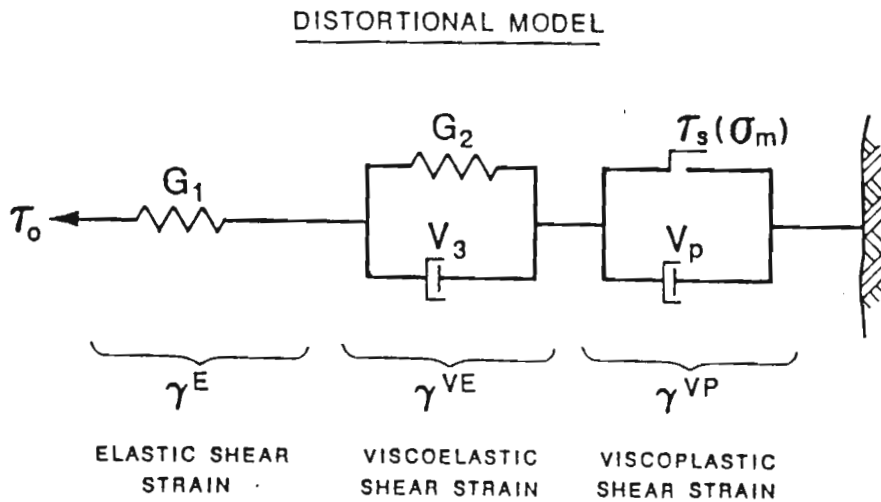 DISTORTIONAL MODEL
τs(σm)
G2
G1
τo
V3
Vp
γE
γVE
γVP
ELASTIC SHEAR STRAIN
VISCOELASTIC SHEAR STRAIN
VISCOPLASTIC SHEAR STRAIN